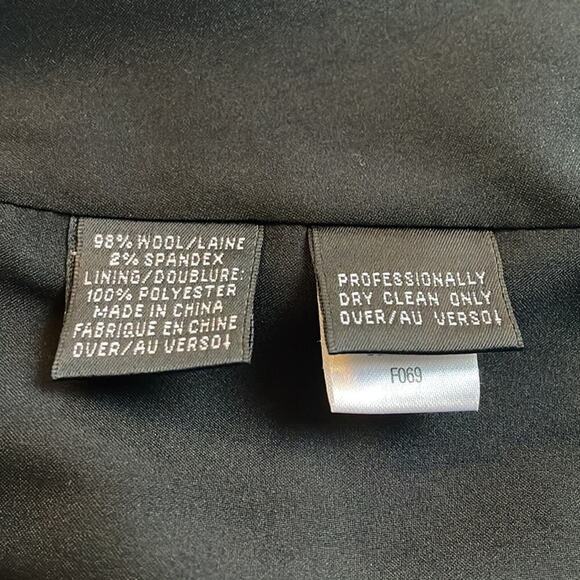 98% WOOL/LAINE
2% SPANDEX
LINING/DOUBLURE:
100% POLYESTER
MADE IN CHINA
FABRIQUE EN CHINE
OVER/AU VERSO↓
PROFESSIONALLY
DRY CLEAN ONLY
OVER/AU VERSO↓
F069